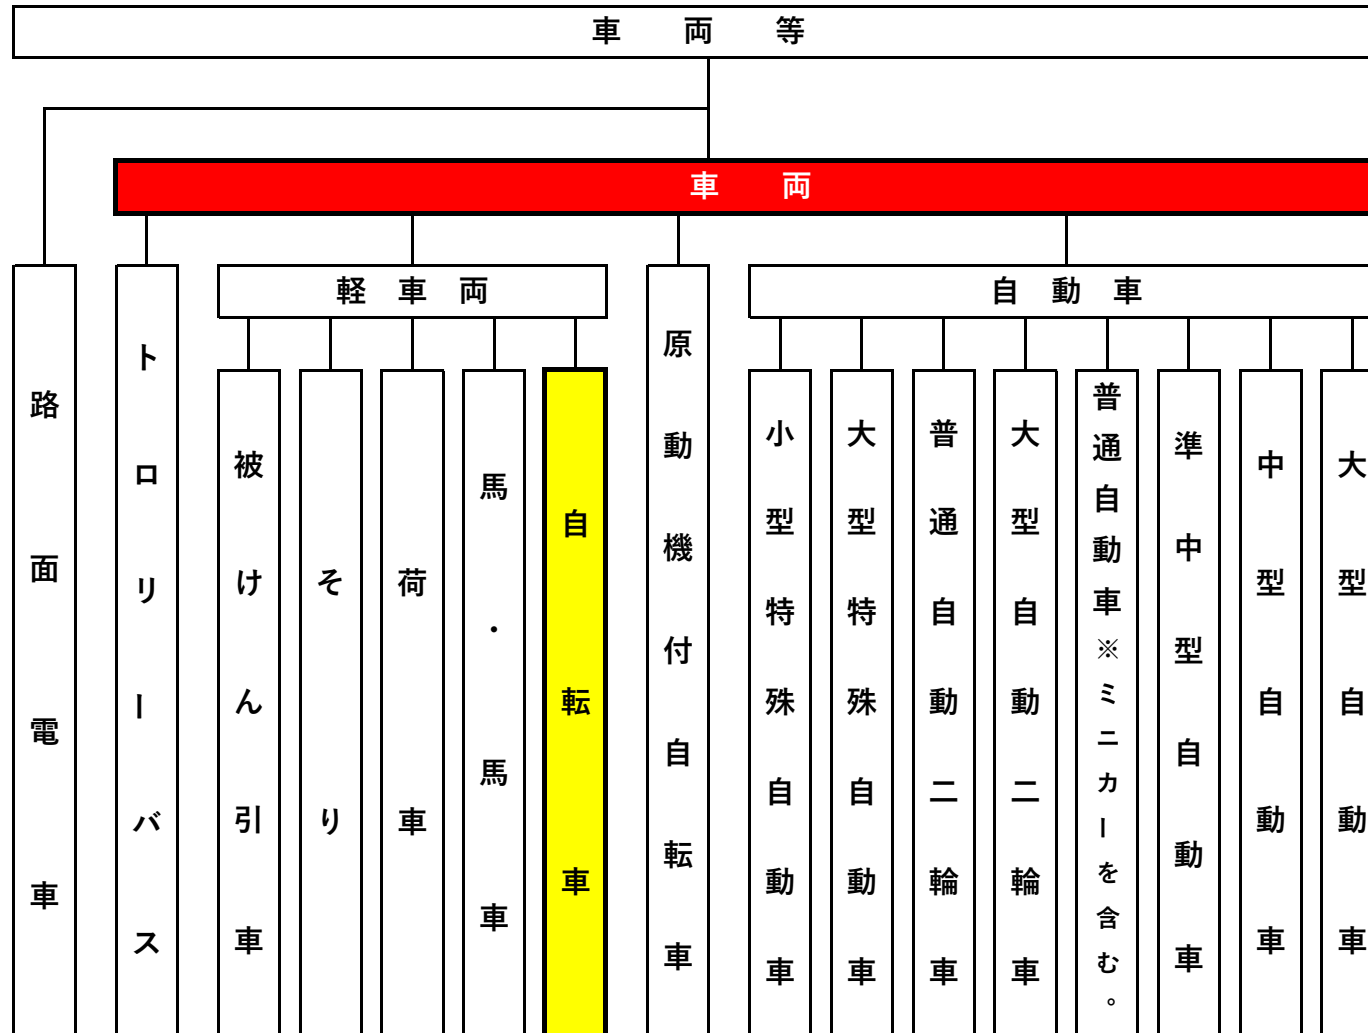 車両等
車両
路面電車
トロリーバス
軽車両
被けん引車
そり
荷車
馬・馬車
自転車
原動機付自転車
自動車
小型特殊自動車
大型特殊自動車
普通自動二輪車
大型自動二輪車
普通自動車※ミニカーを含む。
準中型自動車
中型自動車
大型自動車